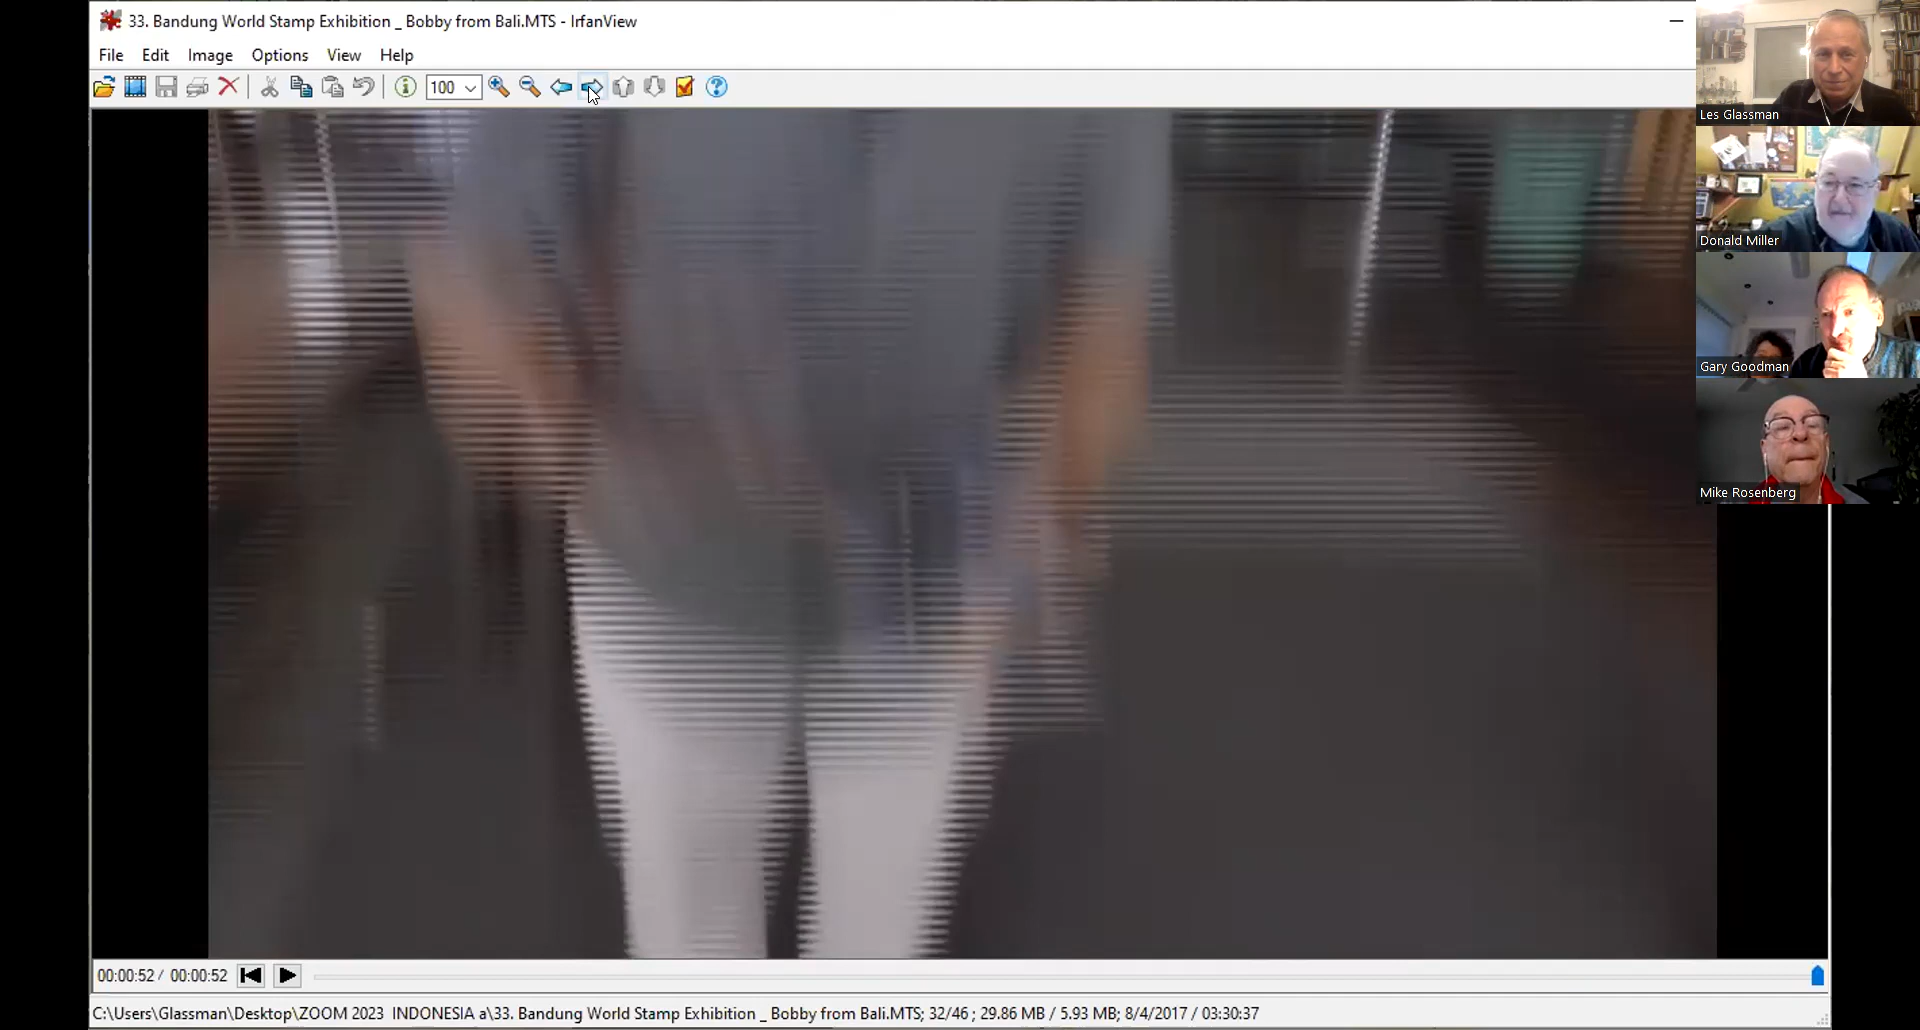 33. Bandung World Stamp Exhibition _ Bobby from Bali.MTS - IrfanView
File Edit Image Options View Help
100
Les Glassman
Donald Miller
Gary Goodman
Mike Rosenberg
00:00:52 / 00:00:52
C:\Users\Glassman\Desktop\ZOOM 2023 INDONESIA a\33. Bandung World Stamp Exhibition _ Bobby from Bali.MTS; 32/46 ; 29.86 MB / 5.93 MB; 8/4/2017 / 03:30:37